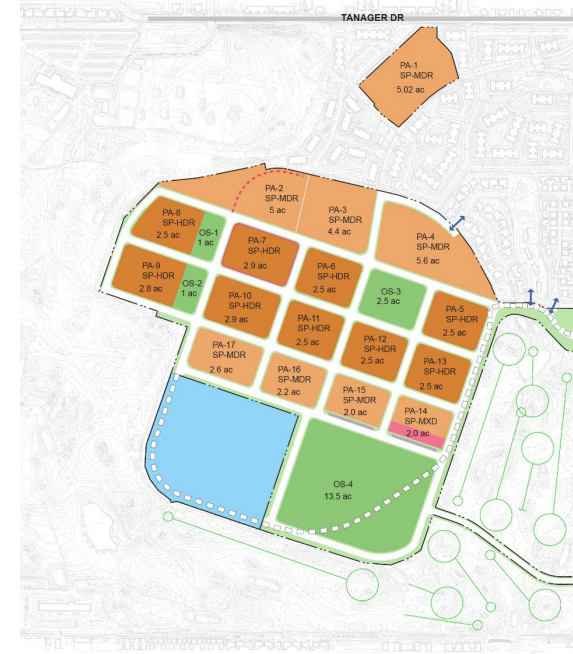 TANAGER DR
PA-1
SP-MDR
5.02 ac
PA-2
SP-MDR
5 ac
PA-3
SP-MDR
4.4 ac
PA-4
SP-MDR
5.6 ac
PA-8
SP-HDR
2.5 ac
OS-1
1 ac
PA-7
SP-HDR
2.9 ac
PA-6
SP-HDR
2.5 ac
OS-3
2.5 ac
PA-5
SP-HDR
2.5 ac
PA-9
SP-HDR
2.8 ac
OS-2
1 ac
PA-10
SP-HDR
2.9 ac
PA-11
SP-HDR
2.5 ac
PA-12
SP-HDR
2.5 ac
PA-13
SP-HDR
2.5 ac
PA-17
SP-MDR
2.6 ac
PA-16
SP-MDR
2.2 ac
PA-15
SP-MDR
2.0 ac
PA-14
SP-MXD
2.0 ac
OS-4
13.5 ac